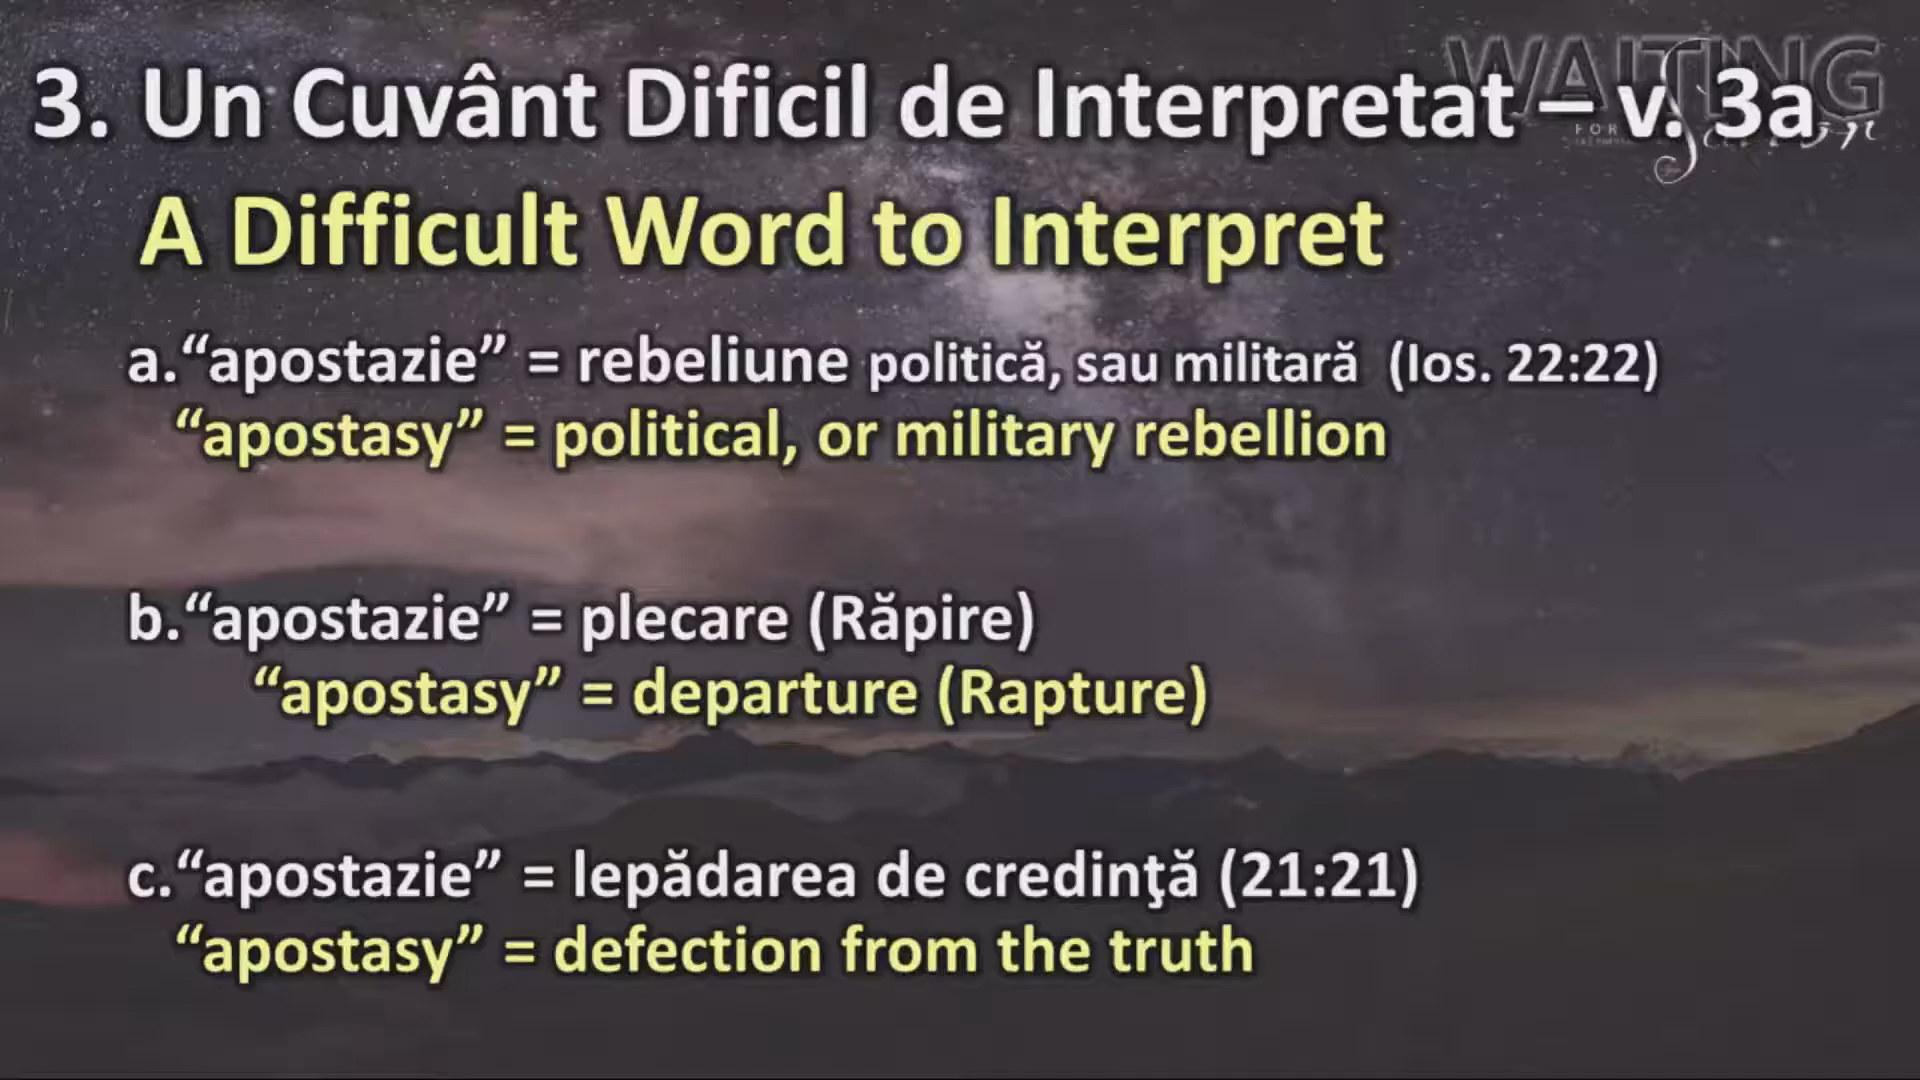 WAITING
3. Un Cuvânt Dificil de Interpretat – v. 3a
FOR
A Difficult Word to Interpret
a. “apostazie” = rebeliune politică, sau militară (Ios. 22:22)
“apostasy” = political, or military rebellion
b. “apostazie” = plecare (Răpire)
“apostasy” = departure (Rapture)
c. “apostazie” = lepădarea de credinţă (21:21)
“apostasy” = defection from the truth